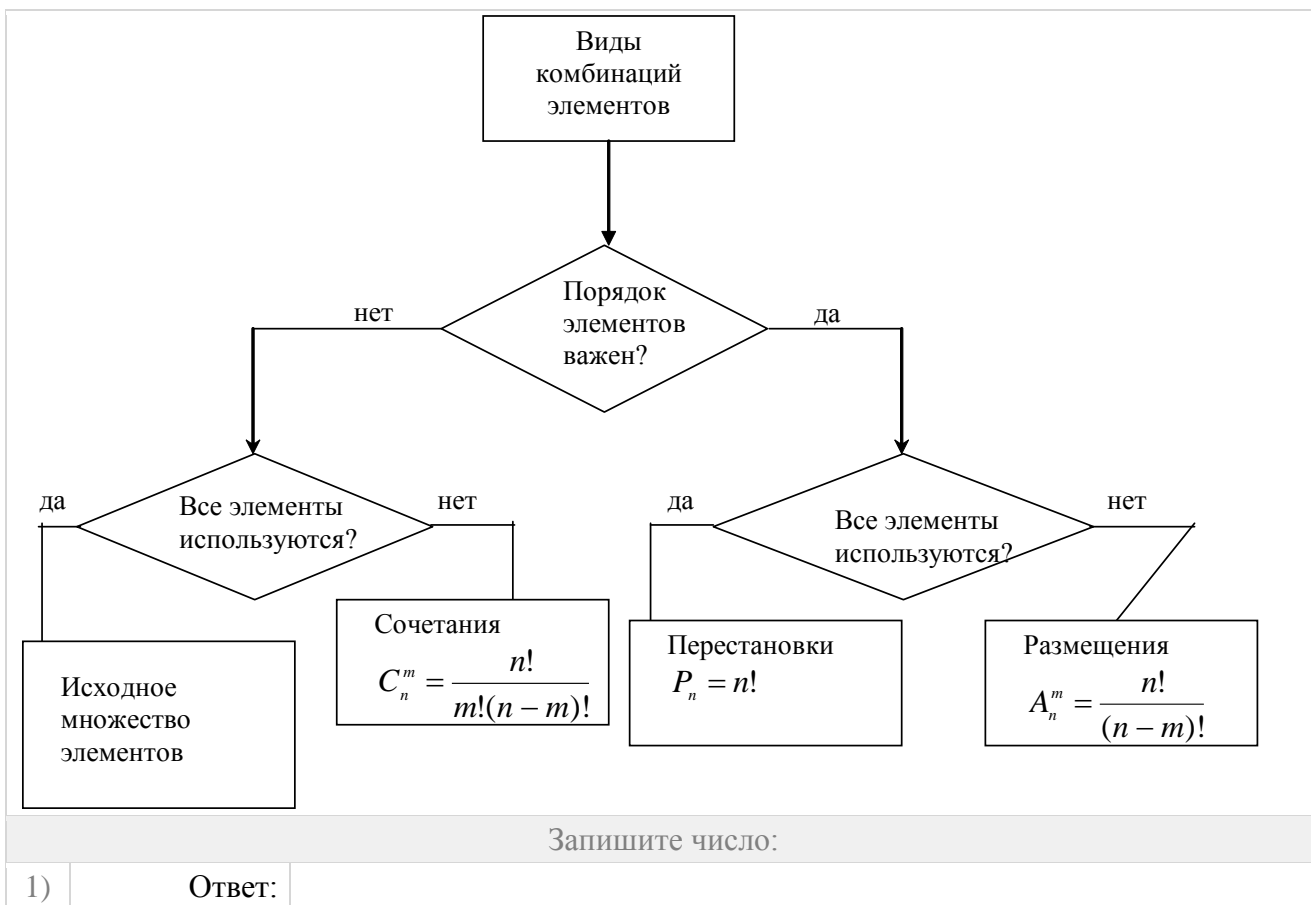 Виды
комбинаций
элементов
Порядок
элементов
важен?
нет
да
да
Все элементы
используются?
нет
да
Все элементы
используются?
нет
Исходное
множество
элементов
Сочетания
C_n^m = n! / m!(n – m)!
Перестановки
P_n = n!
Размещения
A_n^m = n! / (n – m)!
Запишите число:
1) Ответ: